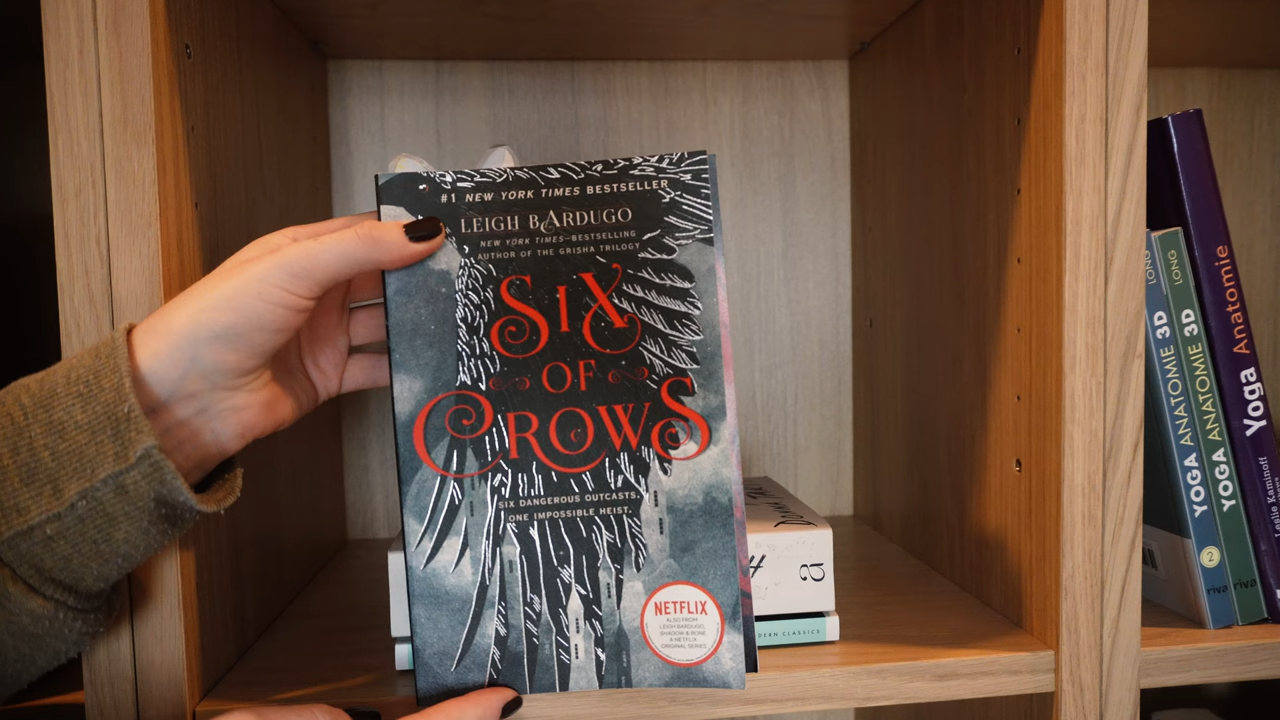 #1 NEW YORK TIMES BESTSELLER
LEIGH BARDUGO
NEW YORK TIMES–BESTSELLING
AUTHOR OF THE GRISHA TRILOGY
SIX
OF
CROWS
SIX DANGEROUS OUTCASTS.
ONE IMPOSSIBLE HEIST.
NETFLIX
ALSO FROM
LEIGH BARDUGO,
SHADOW & BONE
A NETFLIX
ORIGINAL SERIES
a
DERN CLASSICS
LONG
YOGA ANATOMIE 3D
2
riva
LONG
YOGA ANATOMIE 3D
riva
Yoga Anatomie
Leslie Kaminoff